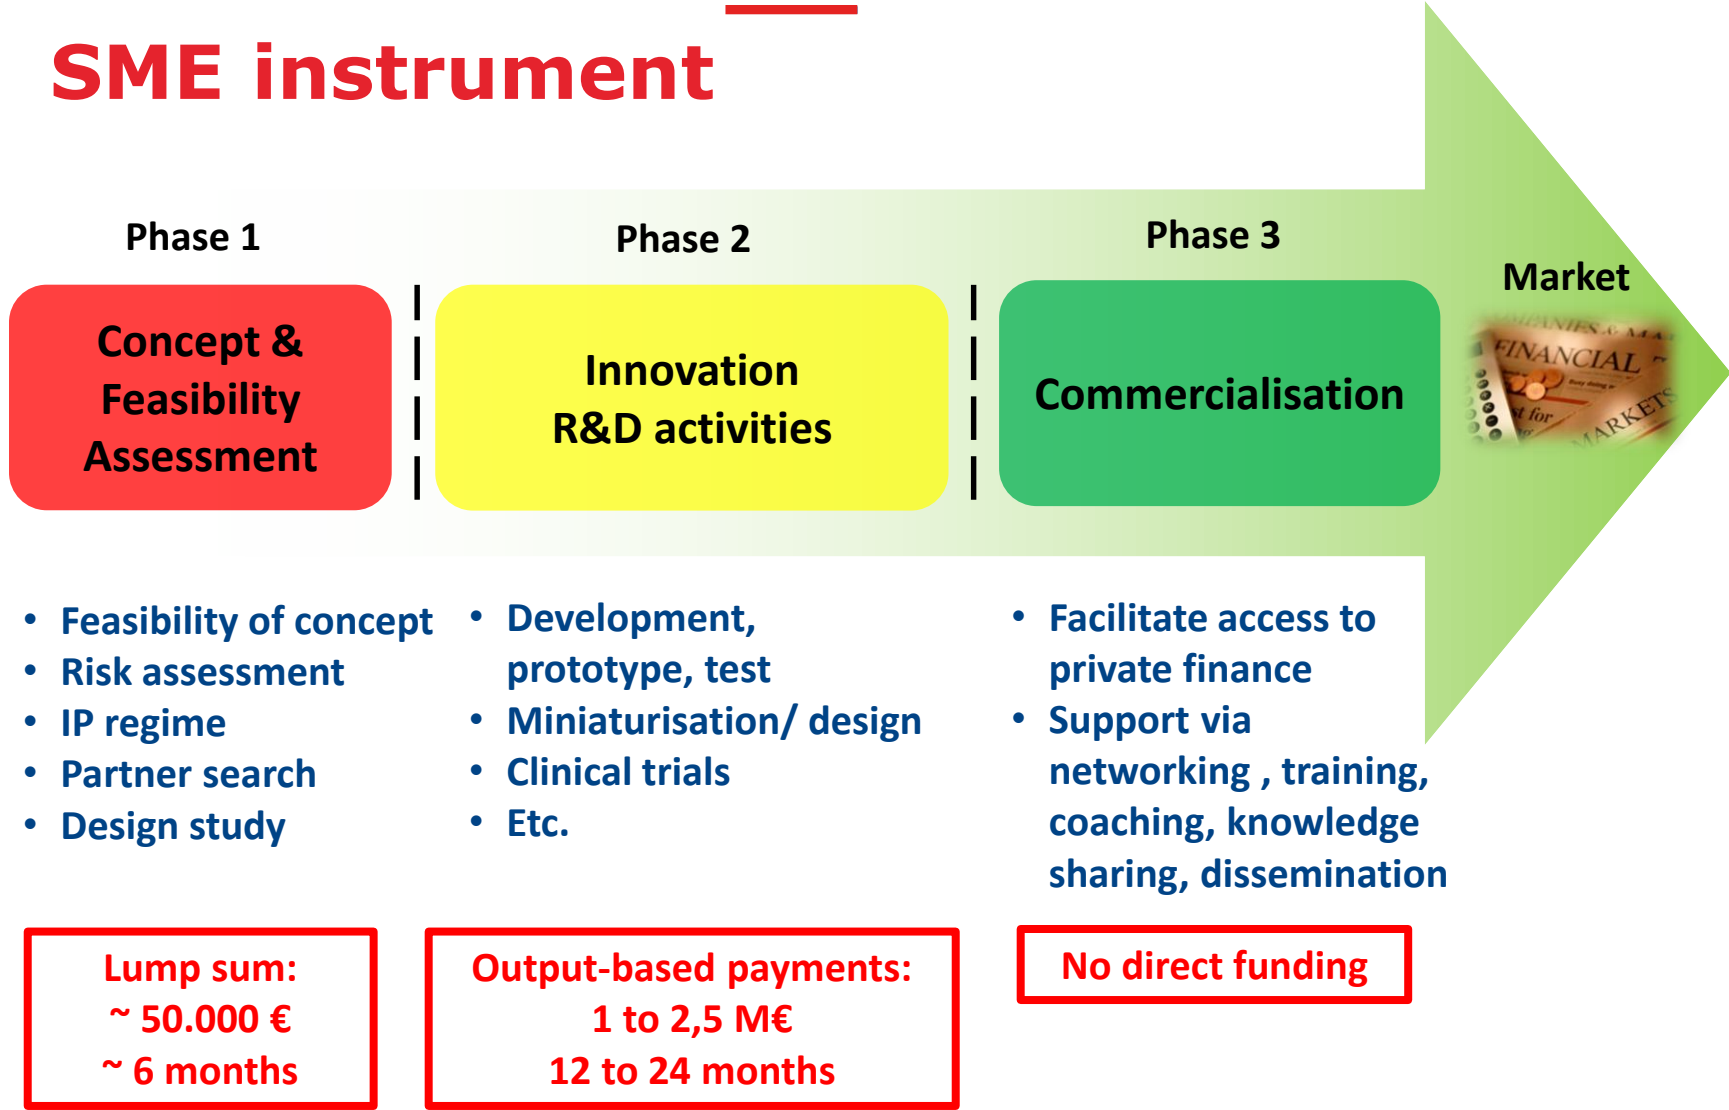 SME instrument
Phase 1
Phase 2
Phase 3
Market
Concept &
Feasibility
Assessment
Innovation
R&D activities
Commercialisation
FINANCIAL
MARKETS
• Feasibility of concept
• Risk assessment
• IP regime
• Partner search
• Design study
• Development,
prototype, test
• Miniaturisation/ design
• Clinical trials
• Etc.
• Facilitate access to
private finance
• Support via
networking , training,
coaching, knowledge
sharing, dissemination
Lump sum:
~ 50.000 €
~ 6 months
Output-based payments:
1 to 2,5 M€
12 to 24 months
No direct funding